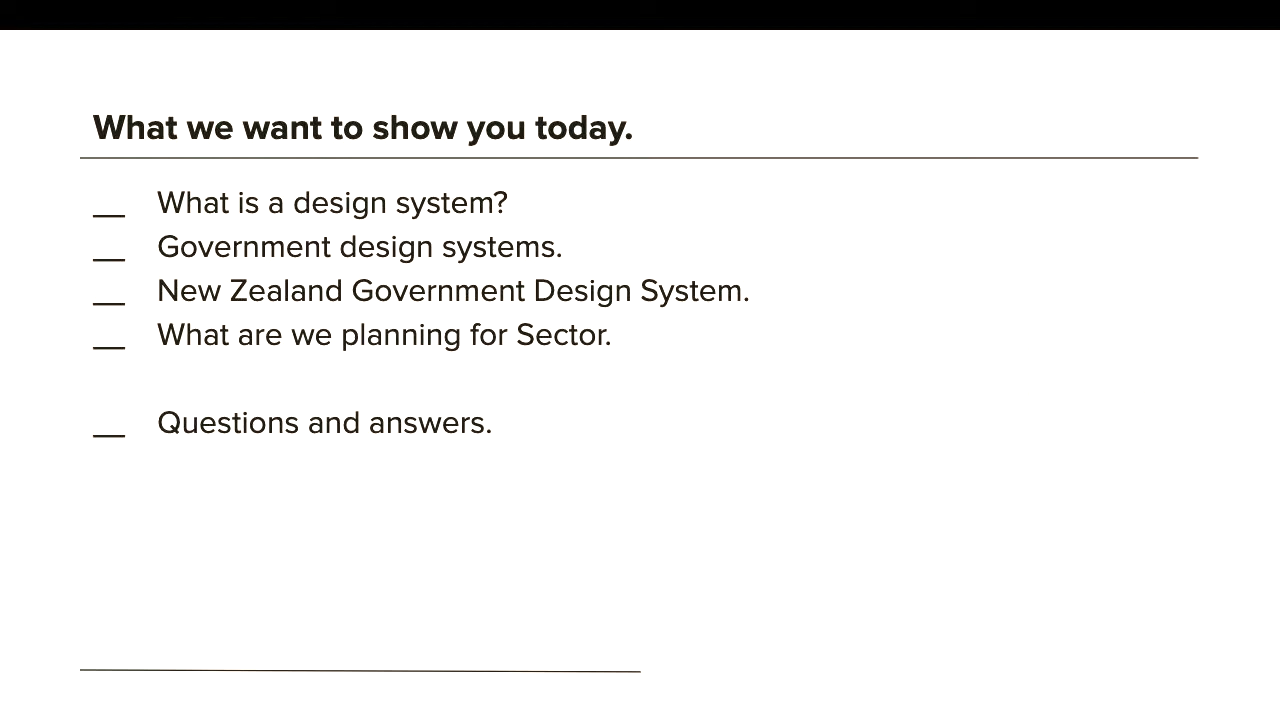 What we want to show you today.
__ What is a design system?
__ Government design systems.
__ New Zealand Government Design System.
__ What are we planning for Sector.
__ Questions and answers.